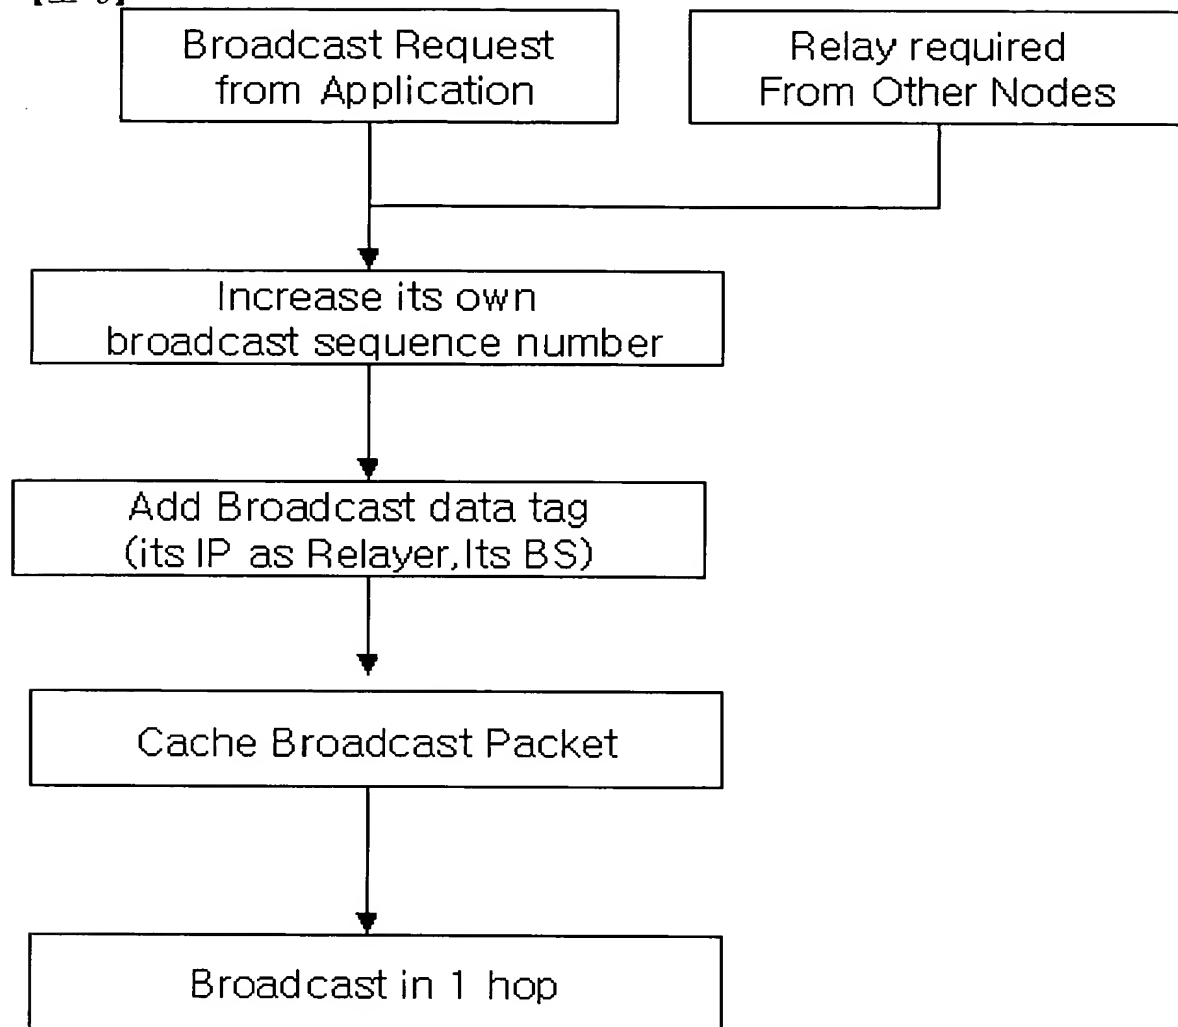 Broadcast Request
from Application
Relay required
From Other Nodes
Increase its own
broadcast sequence number
Add Broadcast data tag
(its IP as Relayer,Its BS)
Cache Broadcast Packet
Broadcast in 1 hop